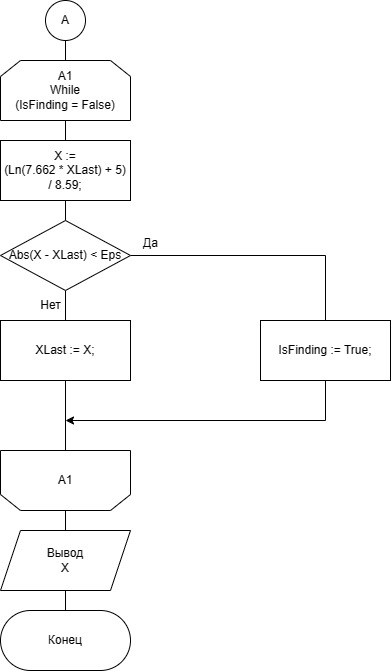 A
A1
While
(IsFinding = False)
X :=
(Ln(7.662 * XLast) + 5)
/ 8.59;
Abs(X - XLast) < Eps
Да
Нет
XLast := X;
IsFinding := True;
A1
Вывод
X
Конец